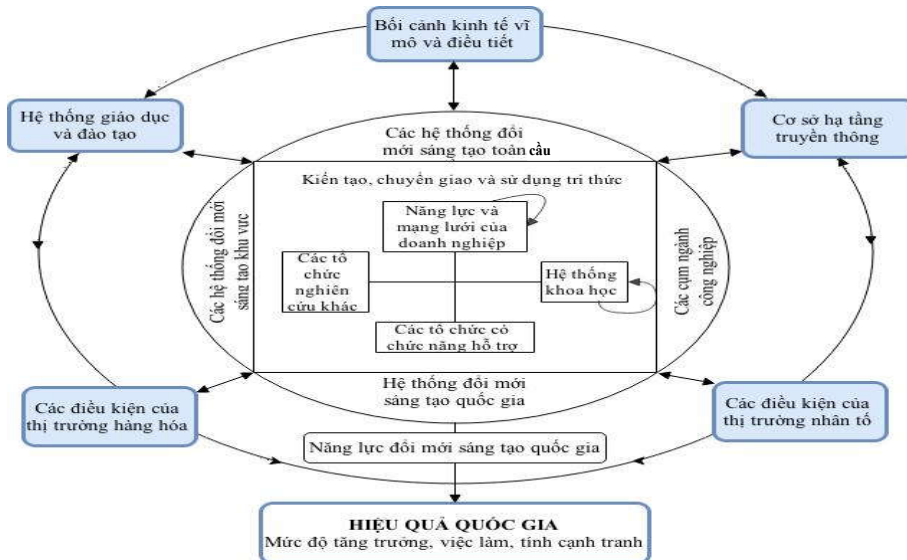 Bối cảnh kinh tế vĩ
mô và điều tiết
Hệ thống giáo dục
và đào tạo
Cơ sở hạ tầng
truyền thông
Các hệ thống đổi
mới sáng tạo toàn cầu
Kiến tạo, chuyển giao và sử dụng tri thức
Năng lực và
mạng lưới của
doanh nghiệp
Các hệ thống đổi mới
sáng tạo khu vực
Các tổ
chức nghiên
cứu khác
Hệ thống
khoa học
Các cụm ngành
công nghiệp
Các tổ chức có
chức năng hỗ trợ
Hệ thống đổi mới
sáng tạo quốc gia
Các điều kiện của
thị trường hàng hóa
Các điều kiện của
thị trường nhân tố
Năng lực đổi mới sáng tạo quốc gia
HIỆU QUẢ QUỐC GIA
Mức độ tăng trưởng, việc làm, tính cạnh tranh